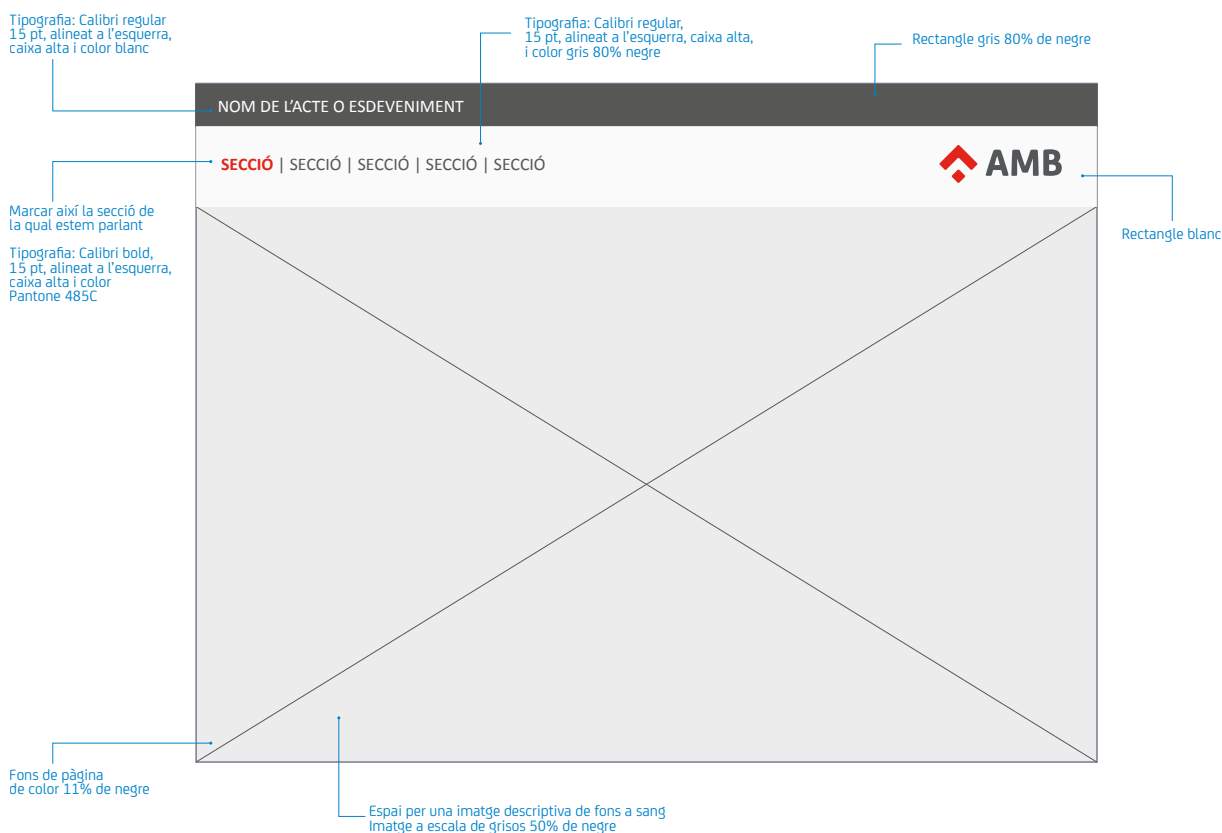 Tipografia: Calibri regular
15 pt, alineat a l'esquerra,
caixa alta i color blanc
Tipografia: Calibri regular,
15 pt, alineat a l'esquerra, caixa alta,
i color gris 80% negre
Rectangle gris 80% de negre
NOM DE L'ACTE O ESDEVENIMENT
SECCIÓ | SECCIÓ | SECCIÓ | SECCIÓ | SECCIÓ
AMB
Marcar així la secció de
la qual estem parlant
Tipografia: Calibri bold,
15 pt, alineat a l'esquerra,
caixa alta i color
Pantone 485C
Rectangle blanc
Fons de pàgina
de color 11% de negre
Espai per una imatge descriptiva de fons a sang
Imatge a escala de grisos 50% de negre